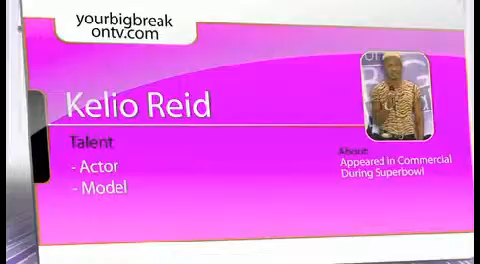 yourbigbreak
ontv.com
Kelio Reid
Talent
- Actor
- Model
About:
Appeared in Commercial
During Superbowl